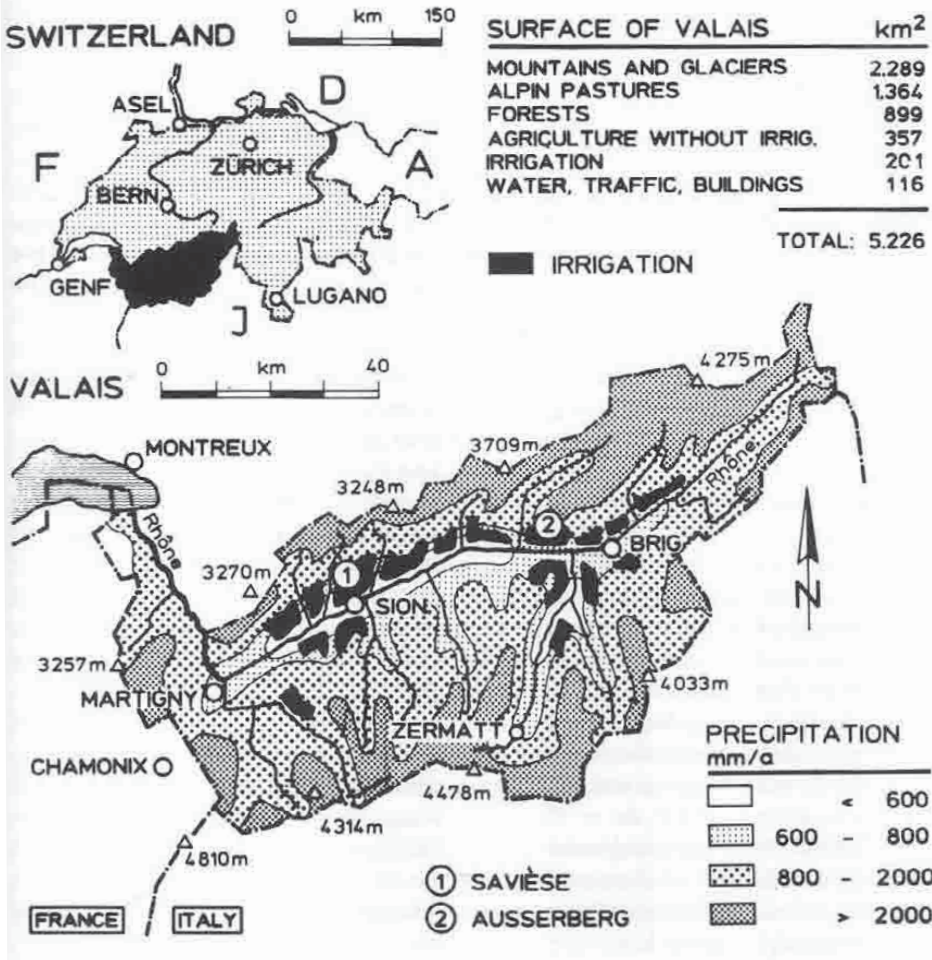 SWITZERLAND
0 km 150
ASEL
D
F
ZÜRICH
A
BERN
GENF
LUGANO
J
SURFACE OF VALAIS km²
MOUNTAINS AND GLACIERS 2.289
ALPIN PASTURES 1.364
FORESTS 899
AGRICULTURE WITHOUT IRRIG. 357
IRRIGATION 201
WATER, TRAFFIC, BUILDINGS 116
TOTAL: 5.226
IRRIGATION
VALAIS
0 km 40
4275m
MONTREUX
3709m
3248m
Rhône
Rhône
2
BRIG
3270m
1
SION
N
3257m
4033m
MARTIGNY
ZERMATT
CHAMONIX
4478m
4314m
4810m
PRECIPITATION
mm/a
< 600
600 - 800
800 - 2000
> 2000
1 SAVIÈSE
2 AUSSERBERG
FRANCE
ITALY